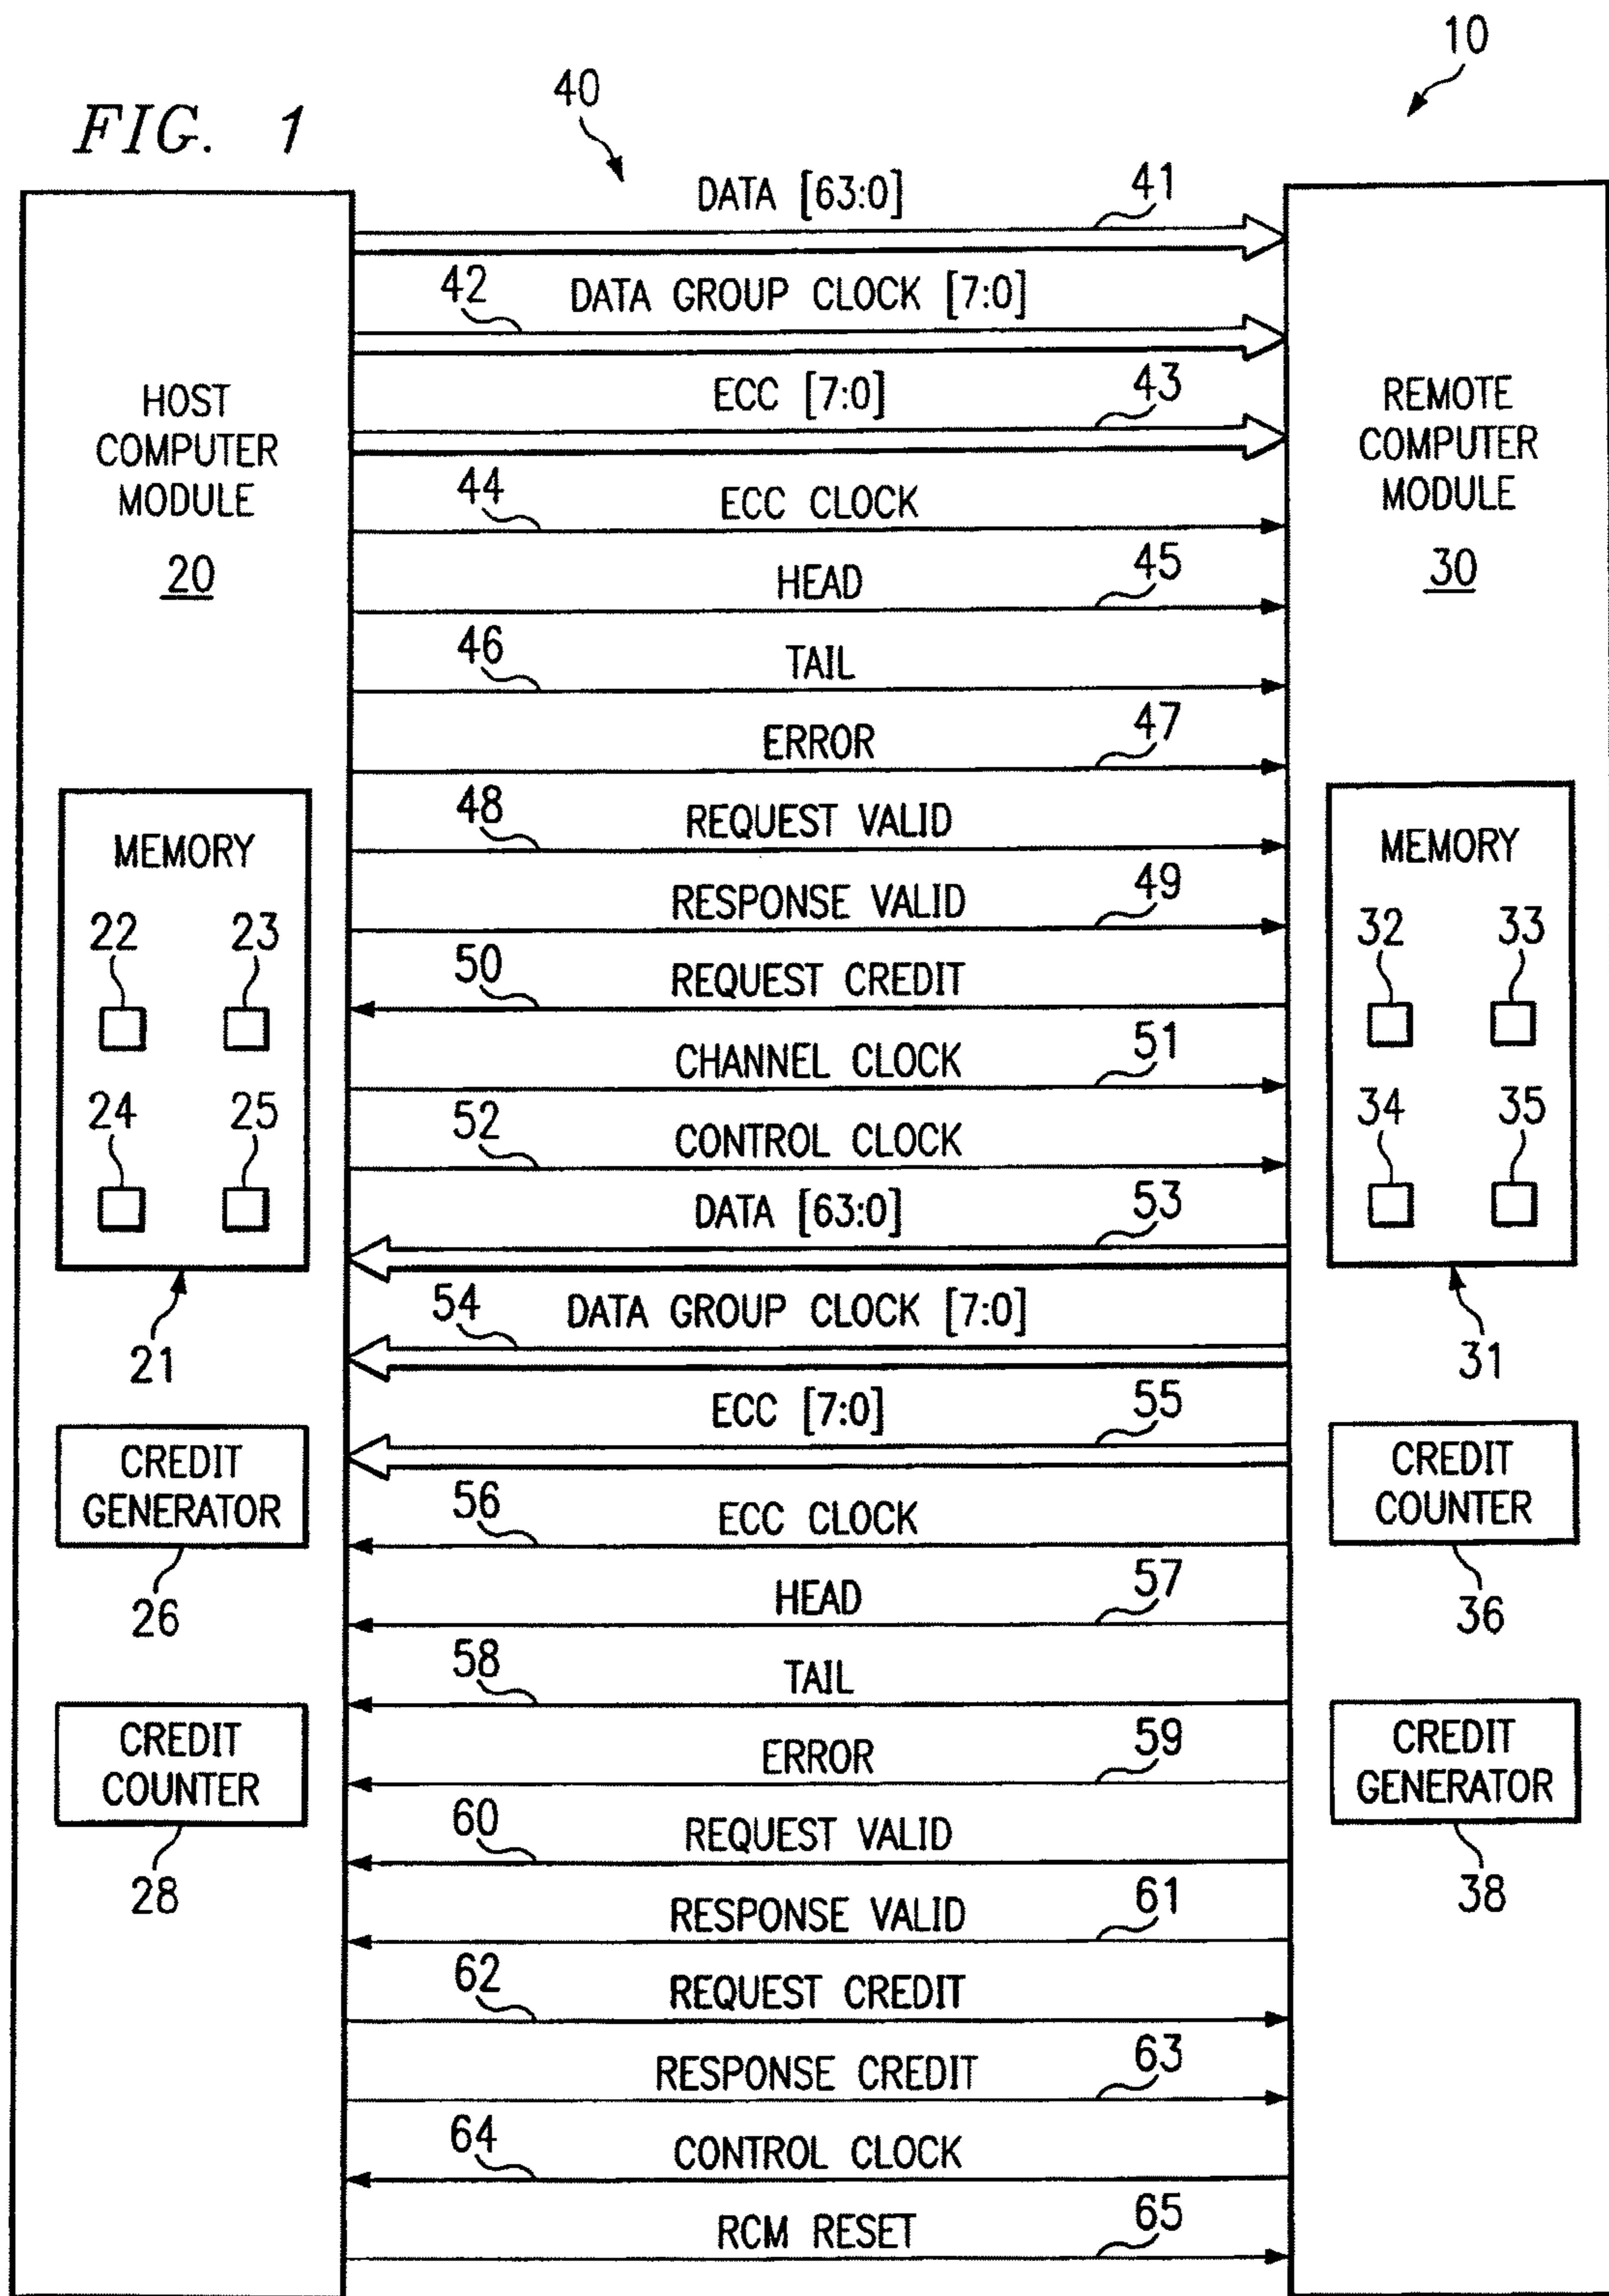 FIG. 1
10
40
HOST
COMPUTER
MODULE
20
MEMORY
22
23
24
25
21
CREDIT
GENERATOR
26
CREDIT
COUNTER
28
DATA [63:0]
41
42
DATA GROUP CLOCK [7:0]
ECC [7:0]
43
44
ECC CLOCK
HEAD
45
46
TAIL
ERROR
47
48
REQUEST VALID
RESPONSE VALID
49
50
REQUEST CREDIT
CHANNEL CLOCK
51
52
CONTROL CLOCK
DATA [63:0]
53
54
DATA GROUP CLOCK [7:0]
ECC [7:0]
55
56
ECC CLOCK
HEAD
57
58
TAIL
ERROR
59
60
REQUEST VALID
RESPONSE VALID
61
62
REQUEST CREDIT
RESPONSE CREDIT
63
64
CONTROL CLOCK
RCM RESET
65
REMOTE
COMPUTER
MODULE
30
MEMORY
32
33
34
35
31
CREDIT
COUNTER
36
CREDIT
GENERATOR
38